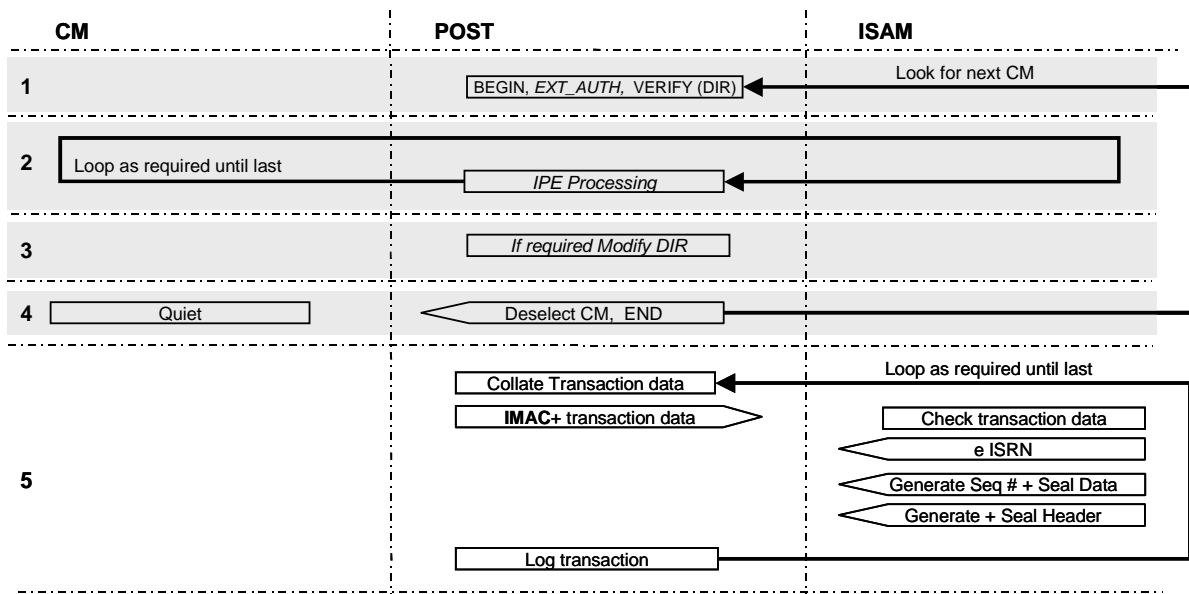 CM POST ISAM
Look for next CM
1 BEGIN, EXT_AUTH, VERIFY (DIR)
2 Loop as required until last
IPE Processing
3 If required Modify DIR
4 Quiet Deselect CM, END
Loop as required until last
Collate Transaction data
IMAC+ transaction data Check transaction data
e ISRN
5 Generate Seq # + Seal Data
Generate + Seal Header
Log transaction